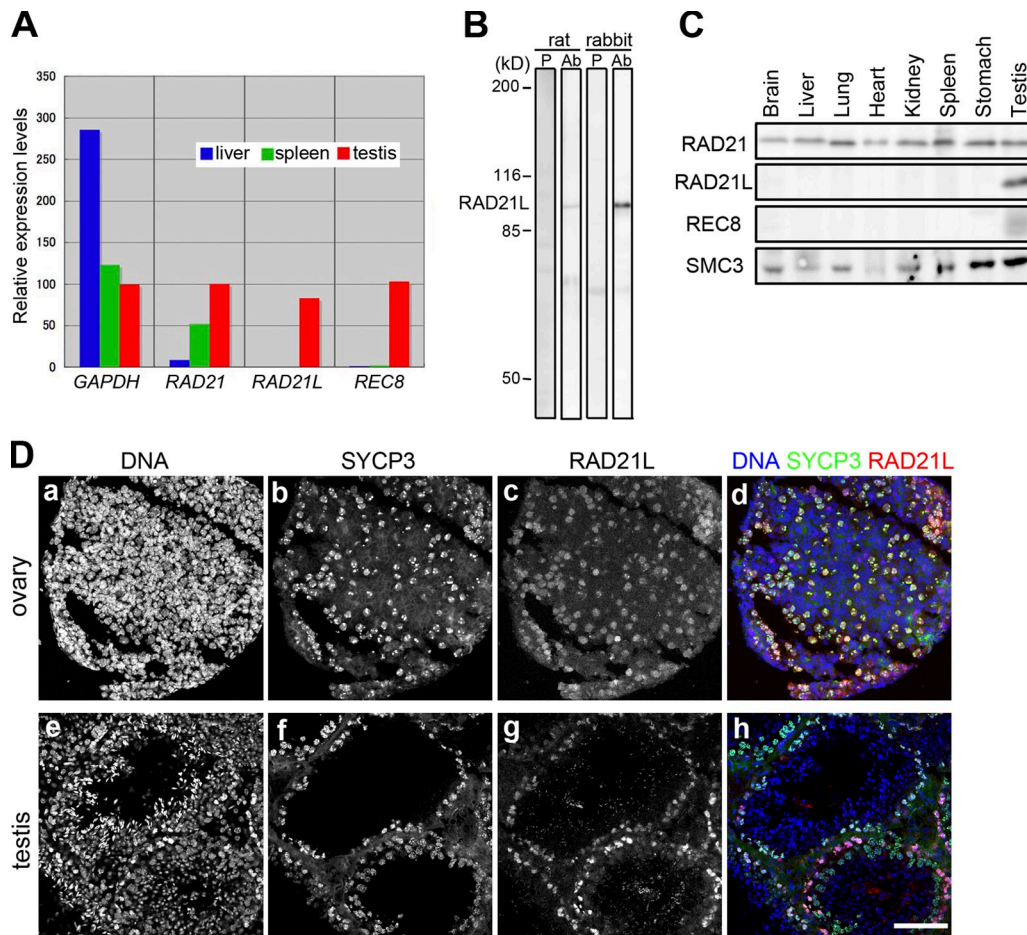 A
350
300
250
200
150
100
50
0
Relative expression levels
liver spleen testis
GAPDH RAD21 RAD21L REC8
B
rat rabbit
(kD) P Ab P Ab
200
116
RAD21L
85
50
C
Brain Liver Lung Heart Kidney Spleen Stomach Testis
RAD21
RAD21L
REC8
SMC3
D
DNA SYCP3 RAD21L DNA SYCP3 RAD21L
ovary
a b c d
testis
e f g h